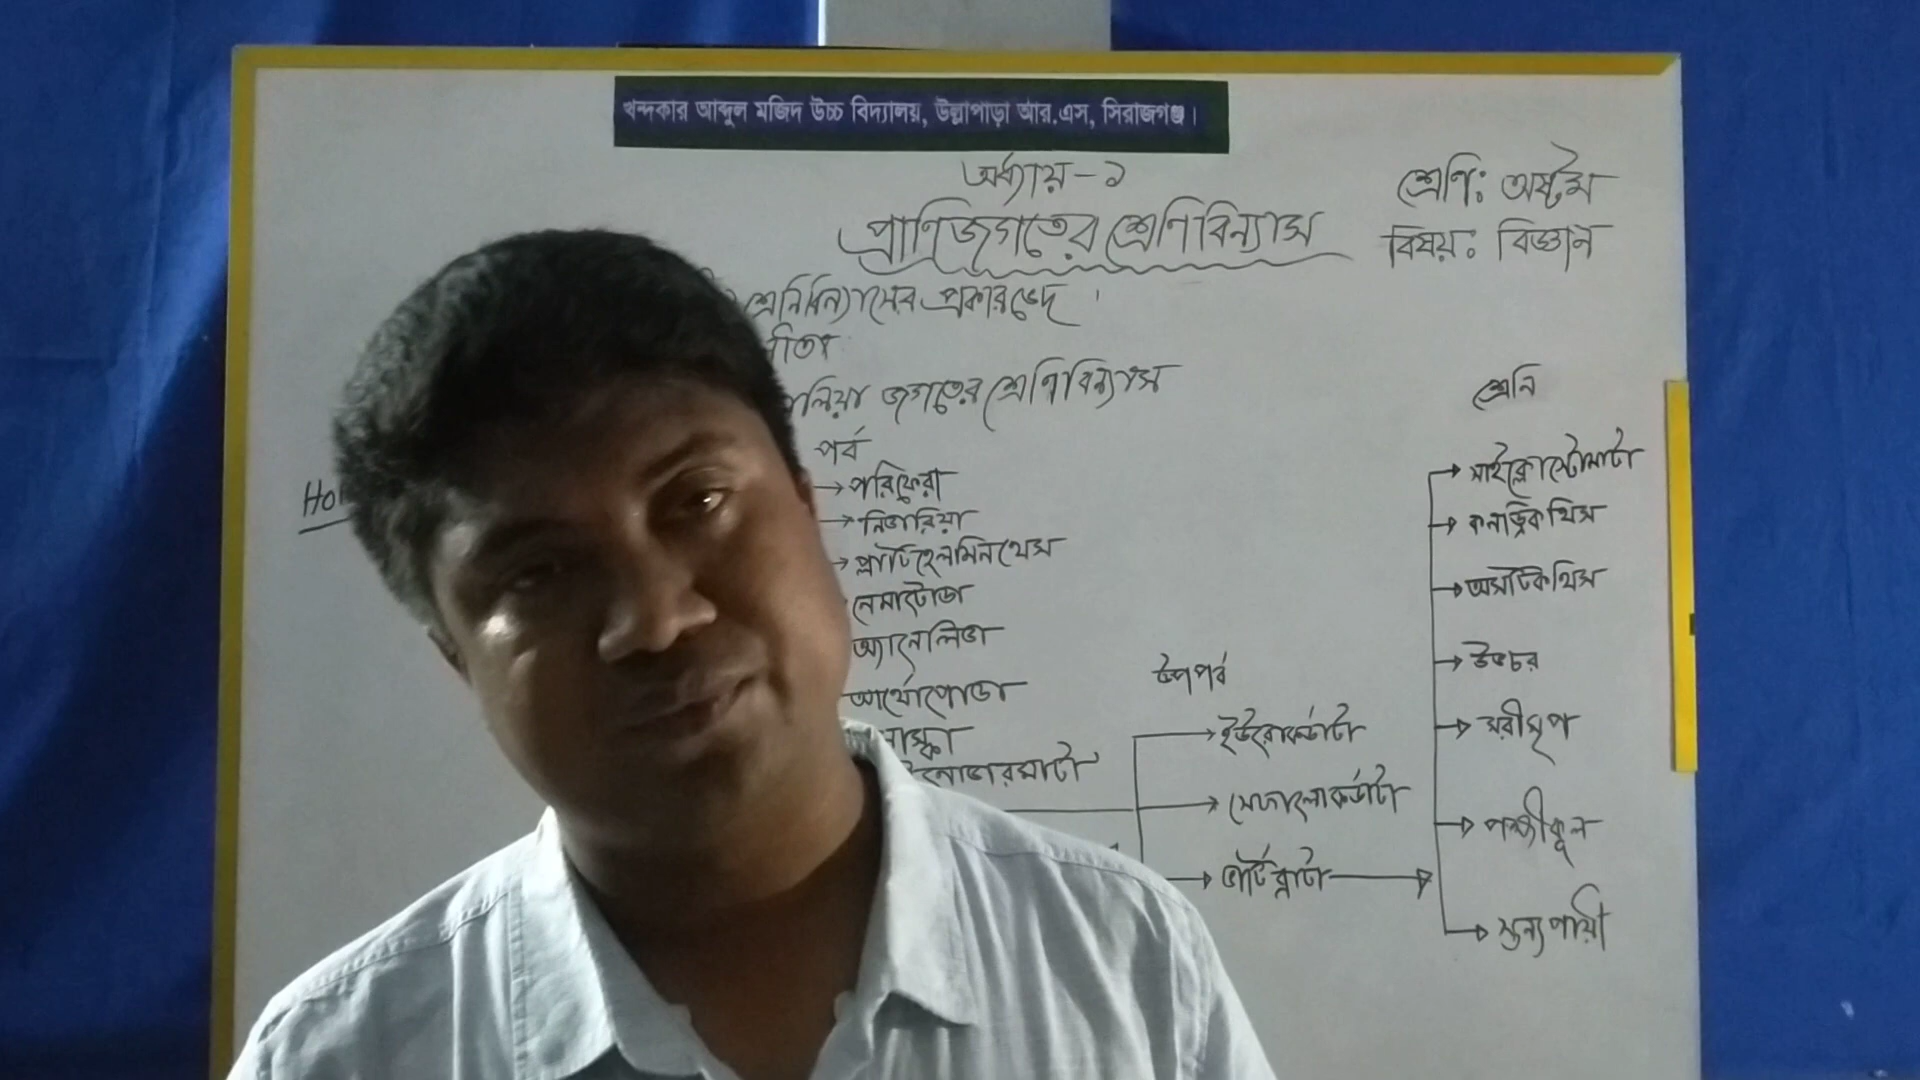 খন্দকার আব্দুল মজিদ উচ্চ বিদ্যালয়, উল্লাপাড়া আর.এস, সিরাজগঞ্জ।
অধ্যায়-১
প্রাণিজগতের শ্রেণিবিন্যাস
শ্রেণি: অষ্টম
বিষয়: বিজ্ঞান
শ্রেনিবিন্যাসের প্রকারভেদ।
জগতের শ্রেণিবিন্যাস
পর্ব
→ পরিফেরা
→ নিডারিয়া
→ প্লাটিহেলমিনথেস
নেমাটোডা
অ্যানেলিডা
আর্থোপোডা
উপপর্ব
→ ইউরোকর্ডাটা
→ সেফালোকর্ডাটা
→ ভার্টিব্রাটা →
শ্রেনি
→ সাইক্লোস্টোমাটা
→ কনড্রিকথিস
→ অসটিকথিস
→ উভচর
→ সরীসৃপ
→ পক্ষীকূল
→ স্তন্যপায়ী